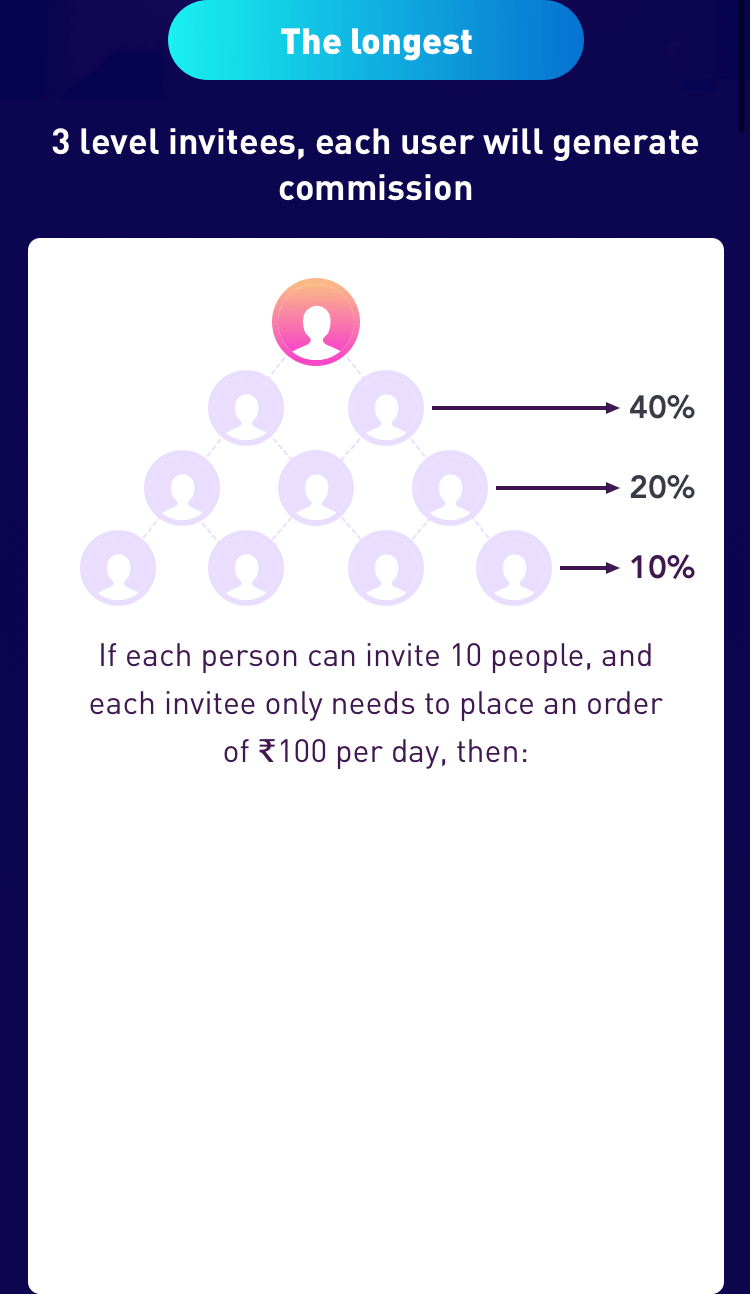 The longest
3 level invitees, each user will generate
commission
40%
20%
10%
If each person can invite 10 people, and
each invitee only needs to place an order
of ₹100 per day, then: